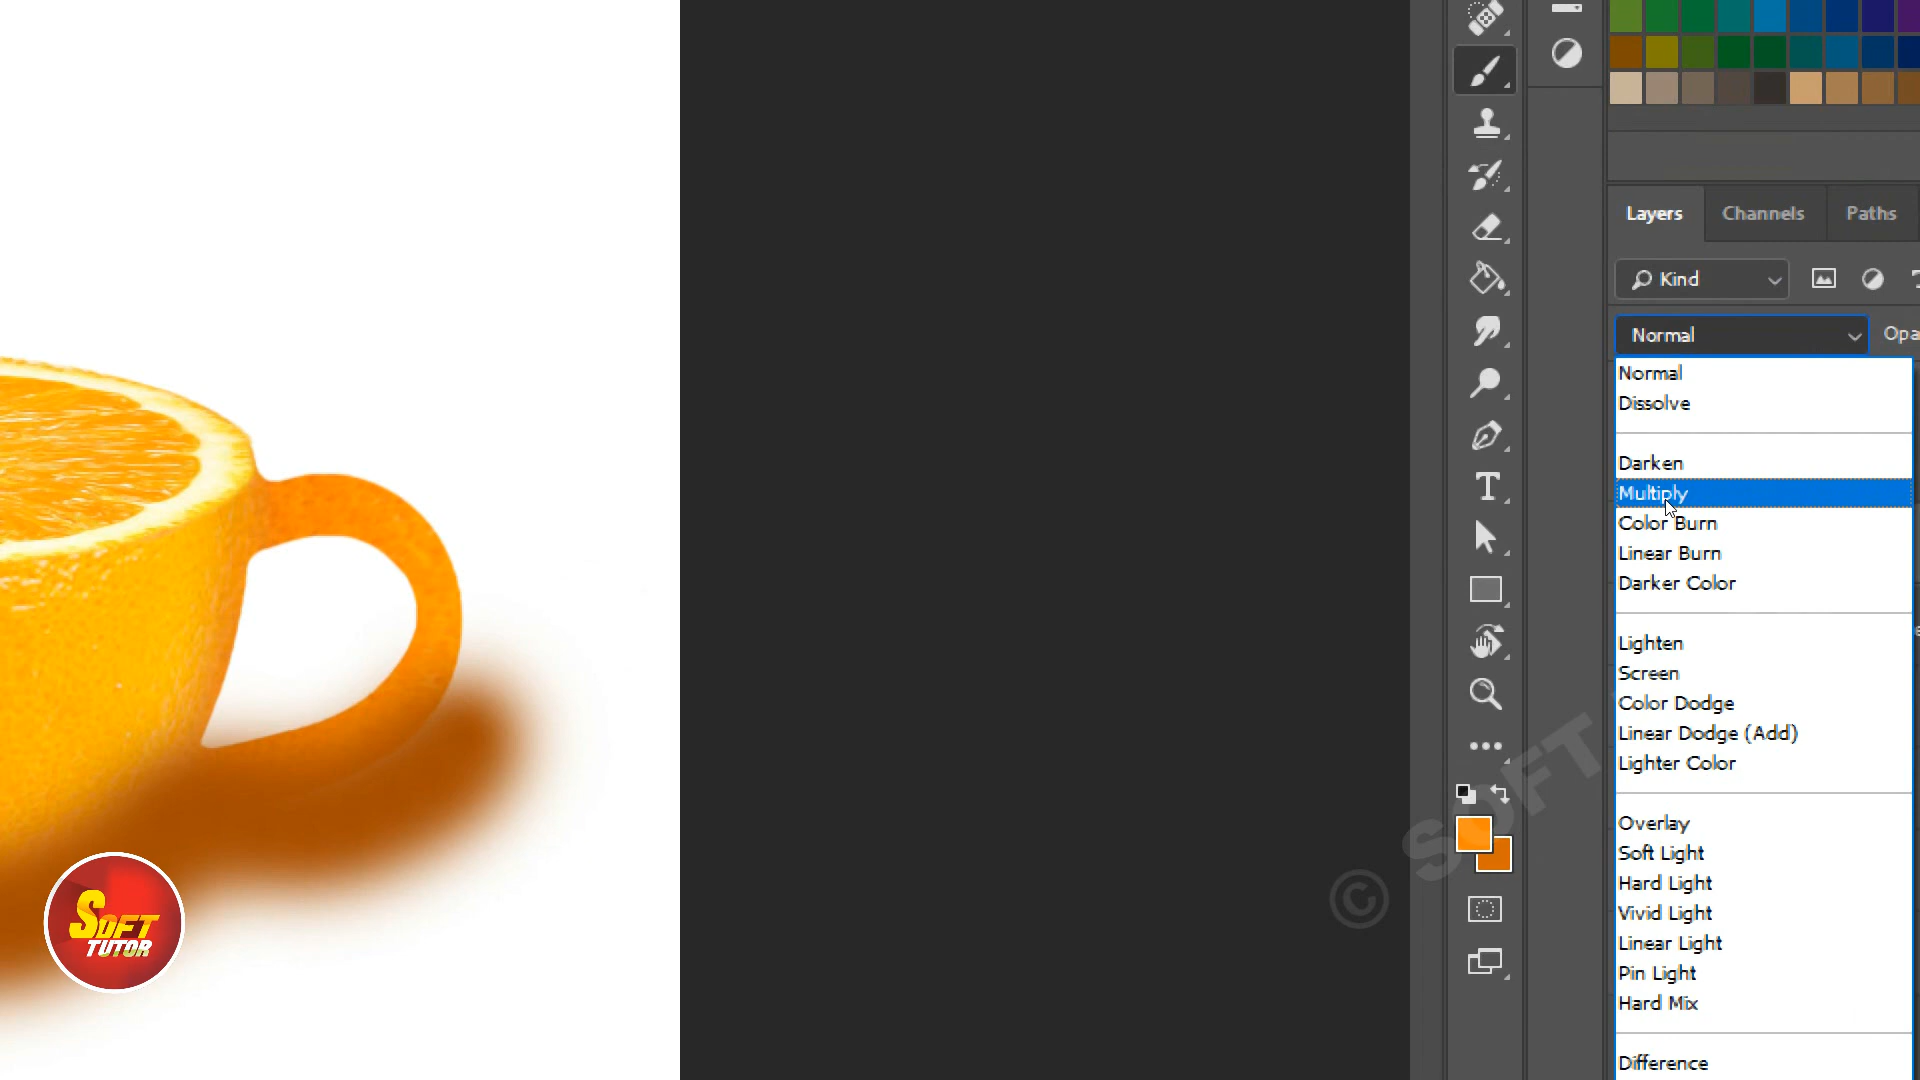 Layers Channels Paths
Kind
Normal Opa
Normal
Dissolve
Darken
Multiply
Color Burn
Linear Burn
Darker Color
Lighten
Screen
Color Dodge
Linear Dodge (Add)
Lighter Color
Overlay
Soft Light
Hard Light
Vivid Light
Linear Light
Pin Light
Hard Mix
Difference
© SOFT
SOFT
TUTOR